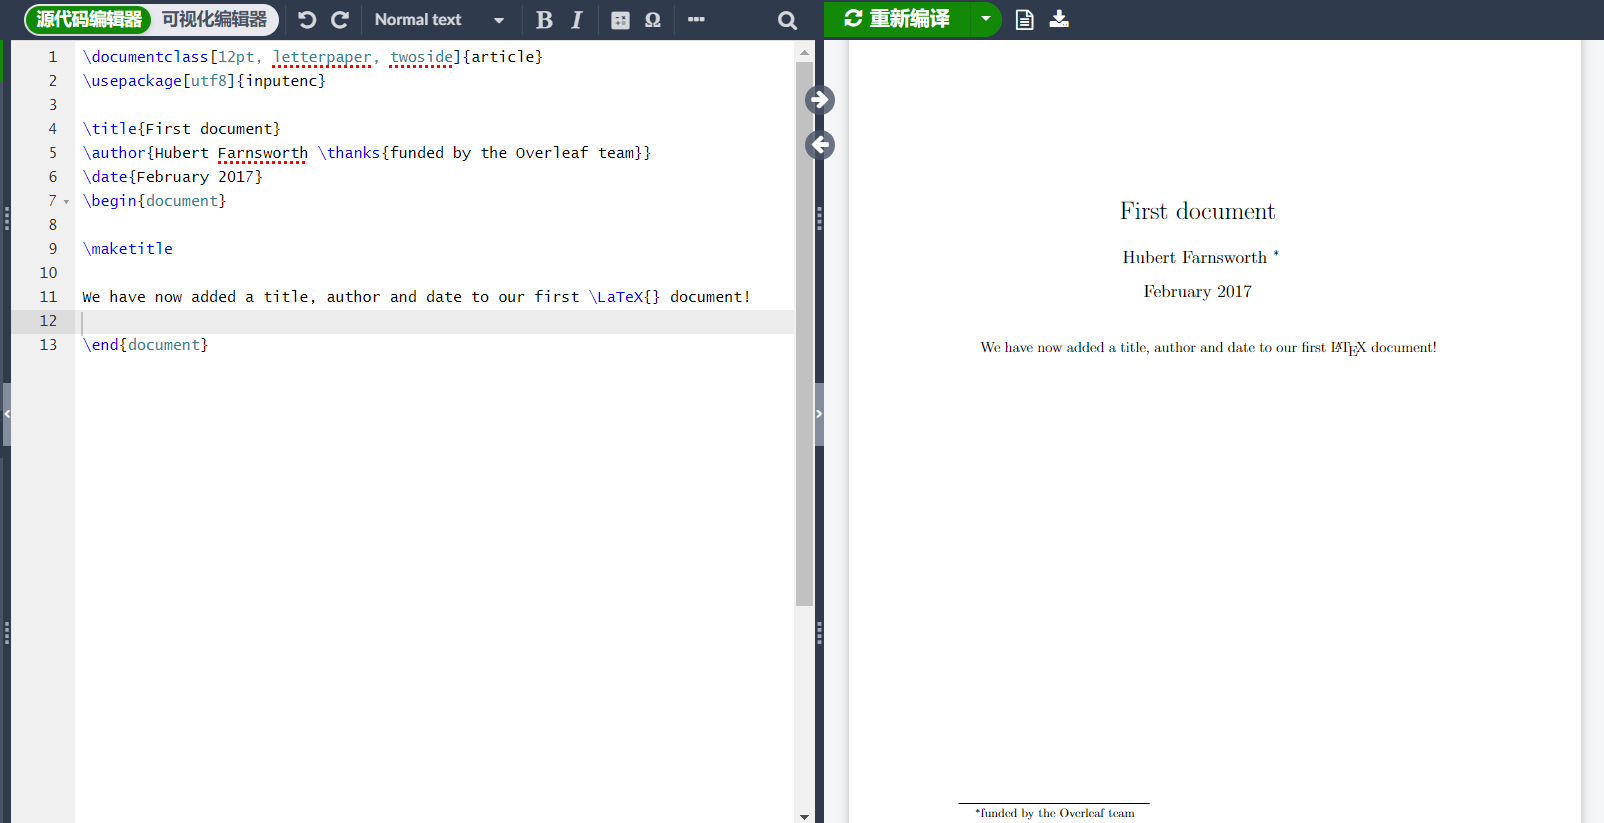 源代码编辑器 可视化编辑器 Normal text B I Ω 重新编译
1 \documentclass[12pt, letterpaper, twoside]{article}
2 \usepackage[utf8]{inputenc}
3
4 \title{First document}
5 \author{Hubert Farnsworth \thanks{funded by the Overleaf team}}
6 \date{February 2017}
7 \begin{document}
8
9 \maketitle
10
11 We have now added a title, author and date to our first \LaTeX{} document!
12
13 \end{document}
First document
Hubert Farnsworth *
February 2017
We have now added a title, author and date to our first LATEX document!
*funded by the Overleaf team